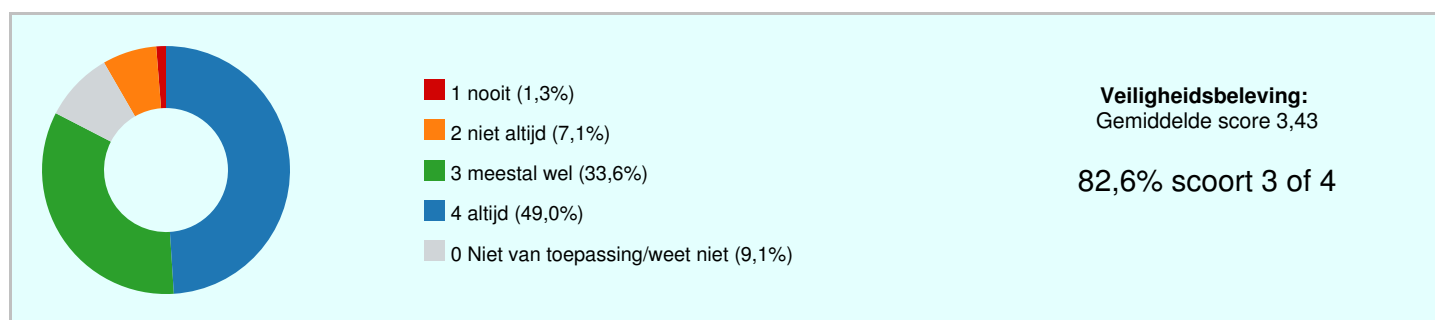 1 nooit (1,3%)
2 niet altijd (7,1%)
3 meestal wel (33,6%)
4 altijd (49,0%)
0 Niet van toepassing/weet niet (9,1%)
Veiligheidsbeleving:
Gemiddelde score 3,43
82,6% scoort 3 of 4